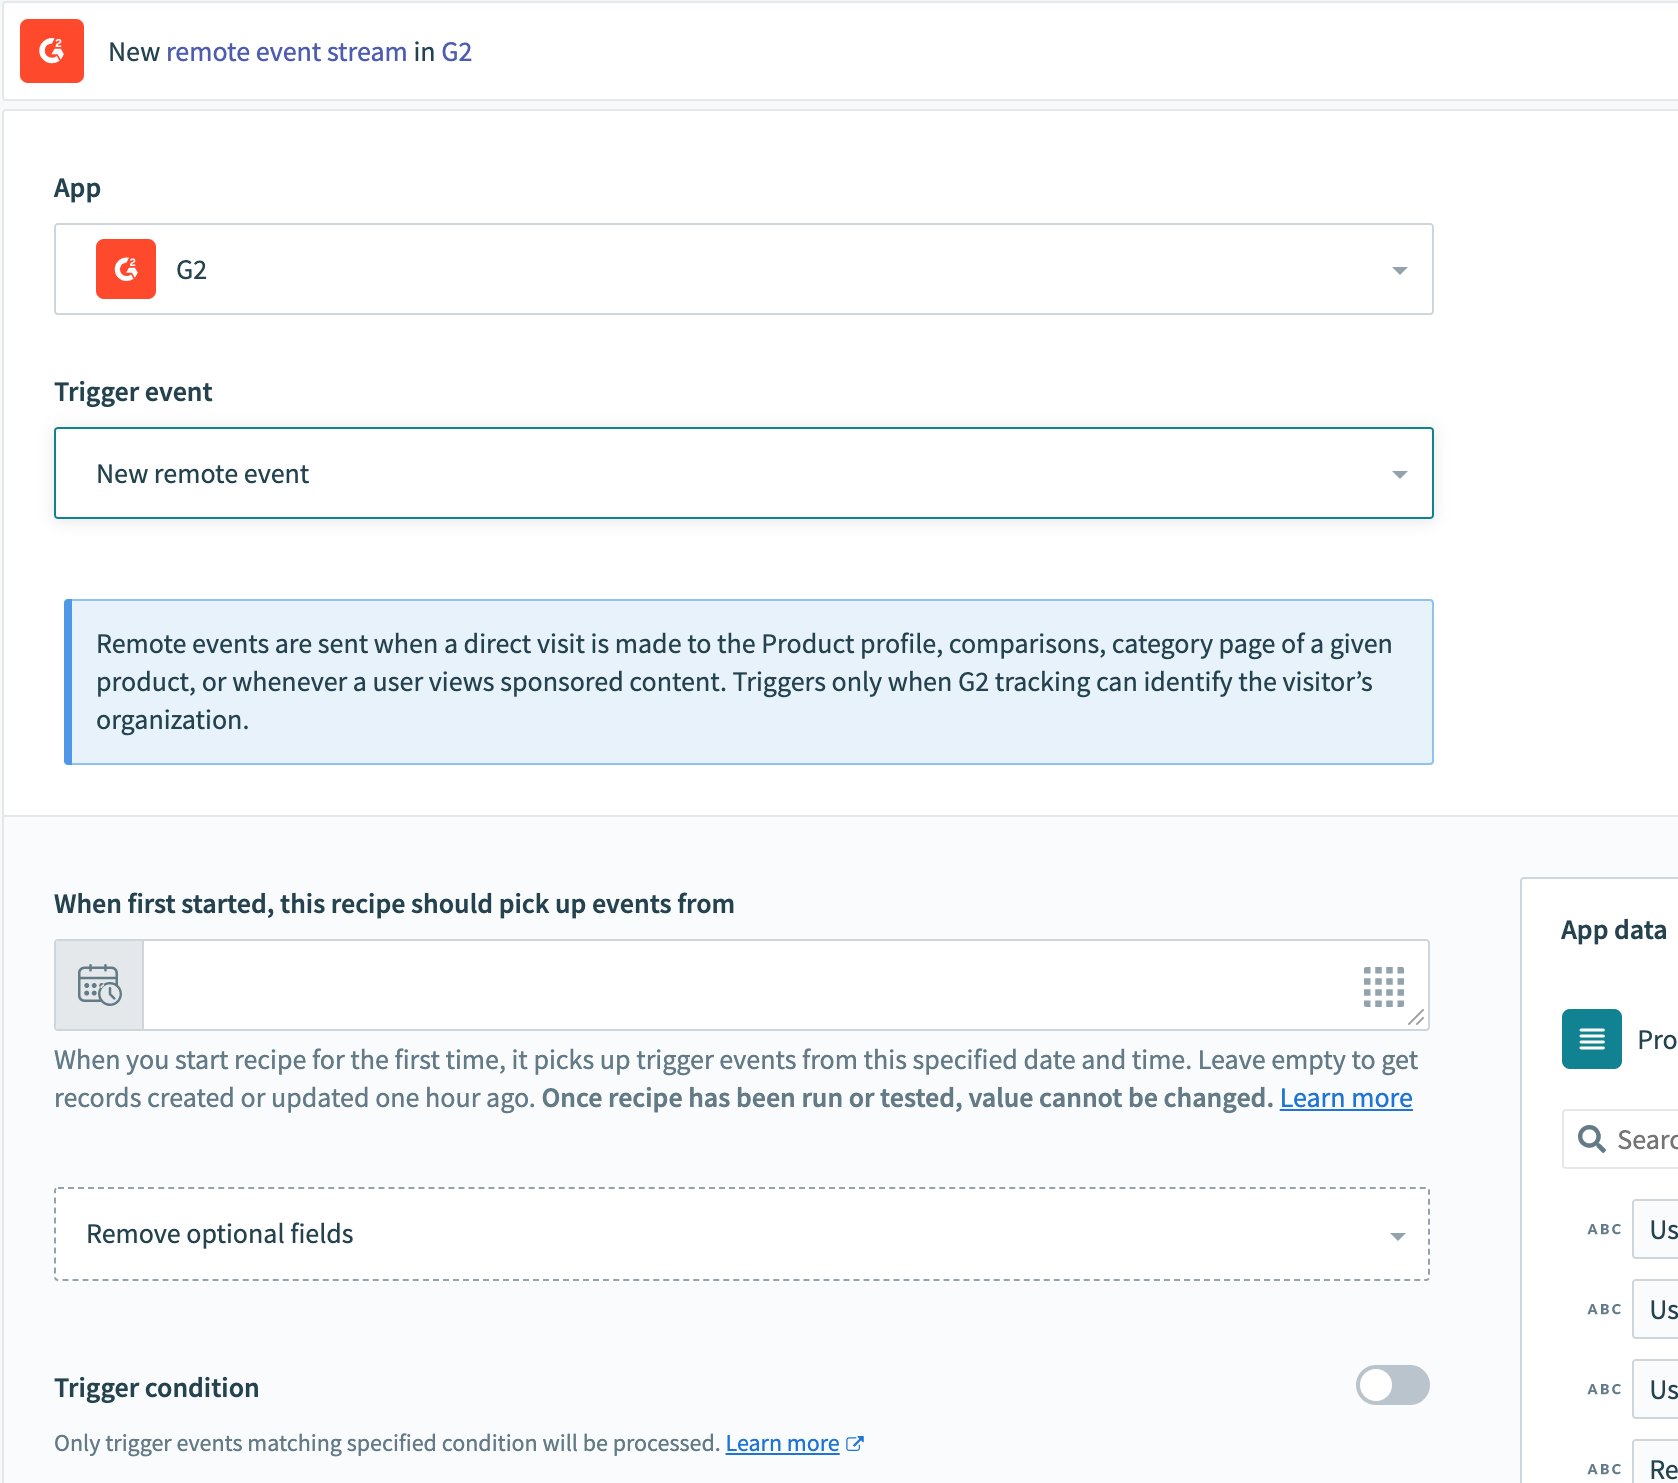 New remote event stream in G2
App
G2
Trigger event
New remote event
Remote events are sent when a direct visit is made to the Product profile, comparisons, category page of a given
product, or whenever a user views sponsored content. Triggers only when G2 tracking can identify the visitor’s
organization.
When first started, this recipe should pick up events from
When you start recipe for the first time, it picks up trigger events from this specified date and time. Leave empty to get
records created or updated one hour ago. Once recipe has been run or tested, value cannot be changed. Learn more
Remove optional fields
Trigger condition
Only trigger events matching specified condition will be processed. Learn more
App data
Pro
Searc
ABC Us
ABC Us
ABC Us
ABC Re